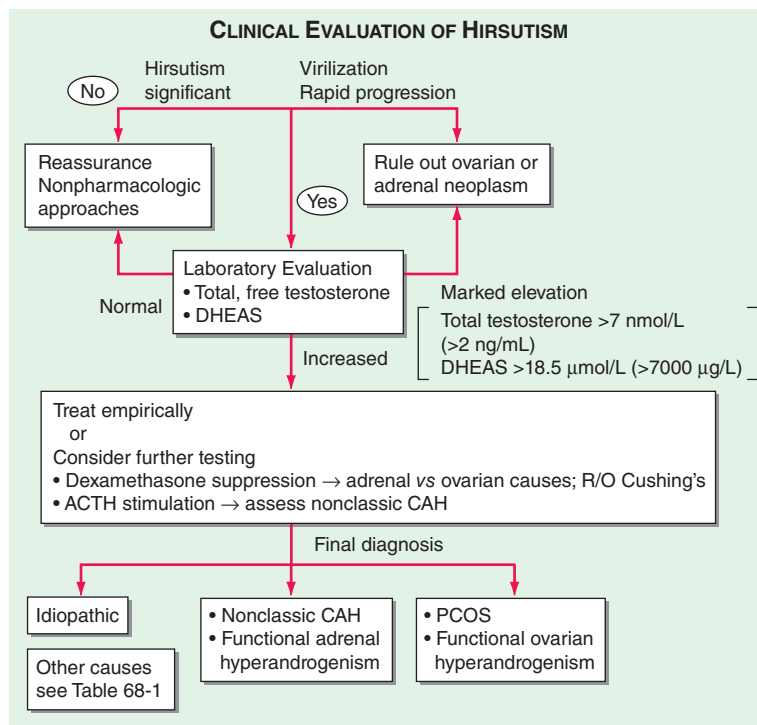 CLINICAL EVALUATION OF HIRSUTISM
Hirsutism
significant
Virilization
Rapid progression
No
Reassurance
Nonpharmacologic
approaches
Rule out ovarian or
adrenal neoplasm
Yes
Laboratory Evaluation
• Total, free testosterone
• DHEAS
Normal
Marked elevation
Total testosterone >7 nmol/L
(>2 ng/mL)
DHEAS >18.5 μmol/L (>7000 μg/L)
Increased
Treat empirically
or
Consider further testing
• Dexamethasone suppression → adrenal vs ovarian causes; R/O Cushing's
• ACTH stimulation → assess nonclassic CAH
Final diagnosis
Idiopathic
• Nonclassic CAH
• Functional adrenal
hyperandrogenism
• PCOS
• Functional ovarian
hyperandrogenism
Other causes
see Table 68-1